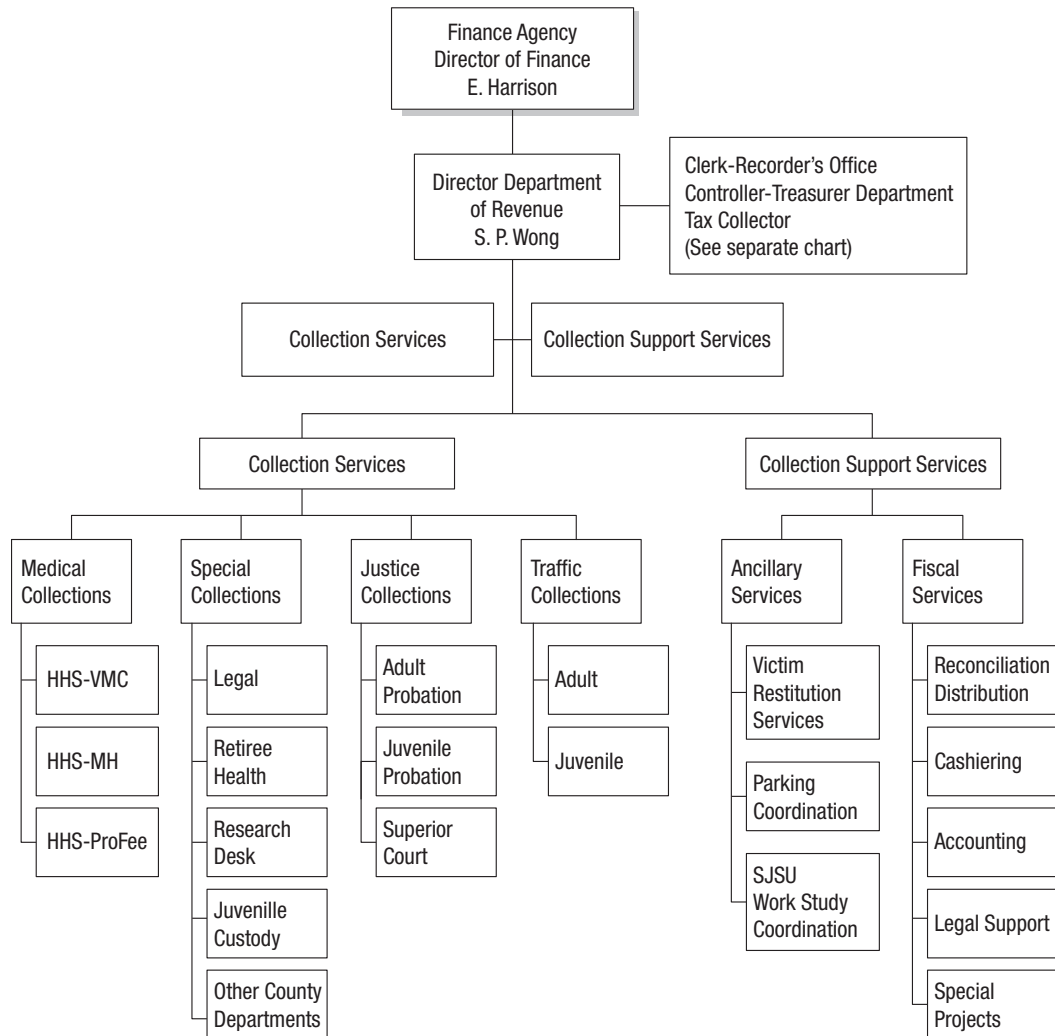 Finance Agency
Director of Finance
E. Harrison
Director Department
of Revenue
S. P. Wong
Clerk-Recorder’s Office
Controller-Treasurer Department
Tax Collector
(See separate chart)
Collection Services
Collection Support Services
Collection Services
Collection Support Services
Medical
Collections
HHS-VMC
HHS-MH
HHS-ProFee
Special
Collections
Legal
Retiree
Health
Research
Desk
Juvenille
Custody
Other County
Departments
Justice
Collections
Adult
Probation
Juvenile
Probation
Superior
Court
Traffic
Collections
Adult
Juvenile
Ancillary
Services
Victim
Restitution
Services
Parking
Coordination
SJSU
Work Study
Coordination
Fiscal
Services
Reconciliation
Distribution
Cashiering
Accounting
Legal Support
Special
Projects